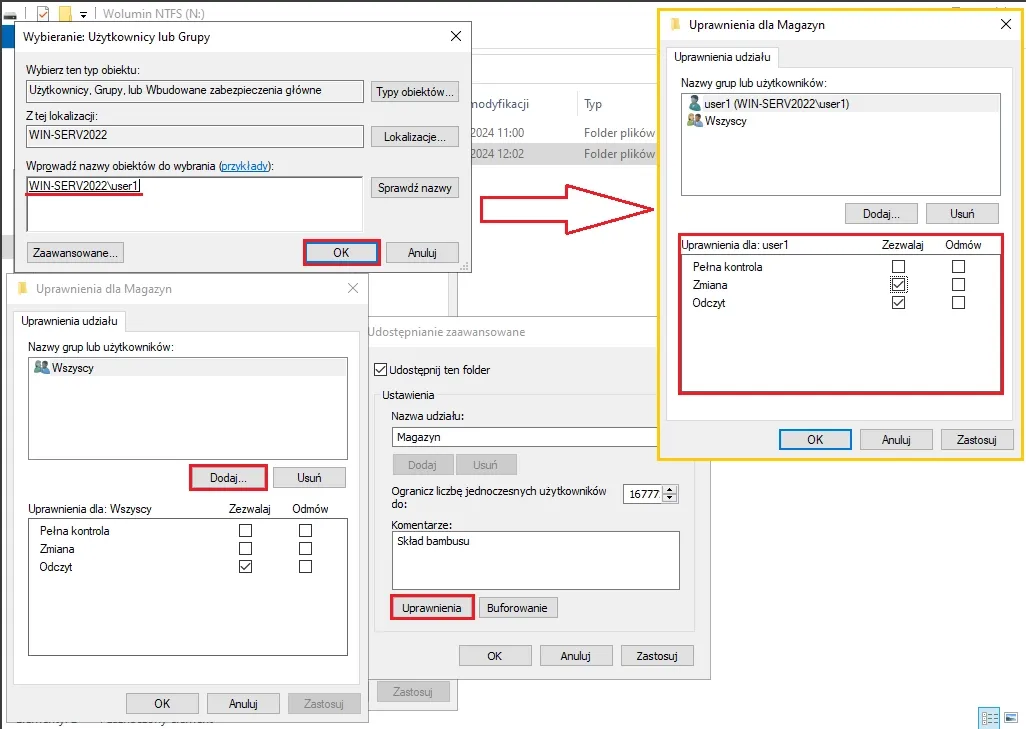 Wolumin NTFS (N:)
Wybieranie: Użytkownicy lub Grupy
Wybierz ten typ obiektu:
Użytkownicy, Grupy, lub Wbudowane zabezpieczenia główne
Typy obiektów...
Z tej lokalizacji:
WIN-SERV2022
Lokalizacje...
Wprowadź nazwy obiektów do wybrania (przykłady):
WIN-SERV2022\user1
Sprawdź nazwy
Zaawansowane...
OK
Anuluj
modyfikacji
Typ
2024 11:00
Folder plików
2024 12:02
Folder plików
Uprawnienia dla Magazyn
Uprawnienia udziału
Nazwy grup lub użytkowników:
user1 (WIN-SERV2022\user1)
Wszyscy
Dodaj...
Usuń
Uprawnienia dla: user1
Zezwalaj
Odmów
Pełna kontrola
Zmiana
Odczyt
OK
Anuluj
Zastosuj
Uprawnienia dla Magazyn
Uprawnienia udziału
Nazwy grup lub użytkowników:
Wszyscy
Dodaj...
Usuń
Uprawnienia dla: Wszyscy
Zezwalaj
Odmów
Pełna kontrola
Zmiana
Odczyt
OK
Anuluj
Zastosuj
Udostępnianie zaawansowane
Udostępnij ten folder
Ustawienia
Nazwa udziału:
Magazyn
Dodaj
Usuń
Ogranicz liczbę jednoczesnych użytkowników
do:
16777
Komentarze:
Skład bambusu
Uprawnienia
Buforowanie
OK
Anuluj
Zastosuj
Zastosuj